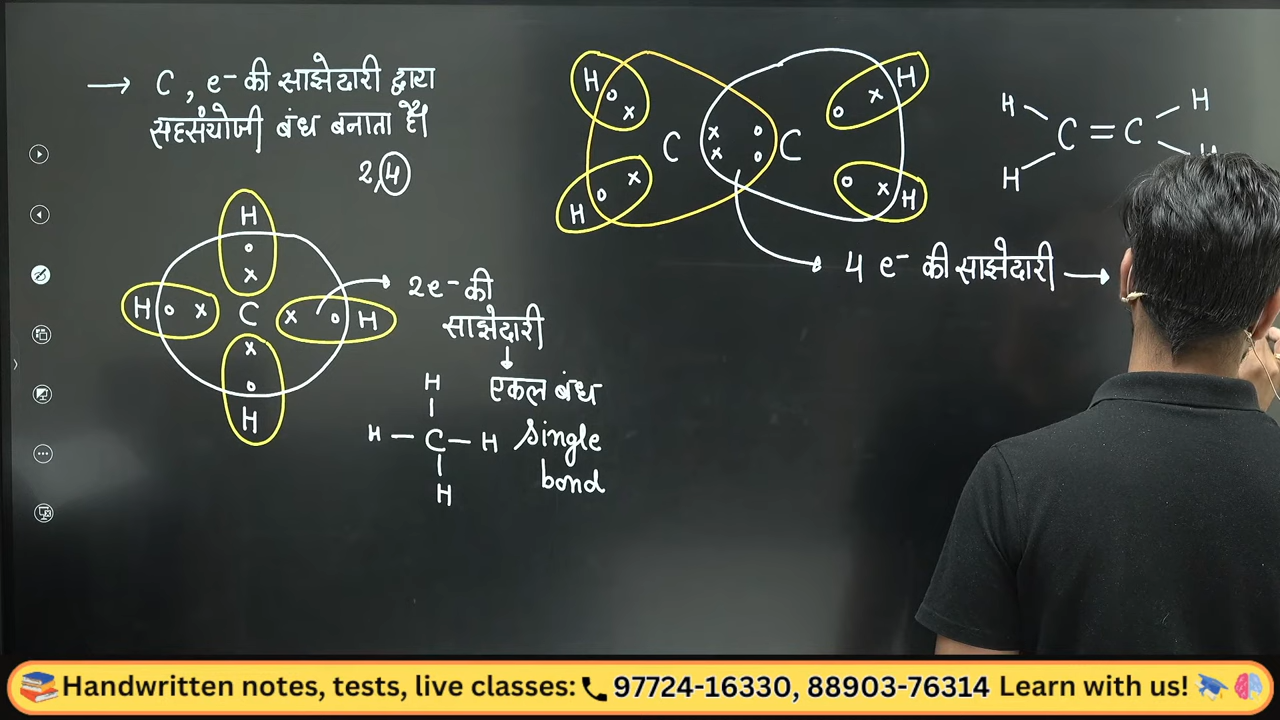 → C, e⁻ की साझेदारी द्वारा
सहसंयोजी बंध बनाता है।
2,4
H
H C H
H
2e⁻ की
साझेदारी
↓
एकल बंध
single
bond
H
H — C — H
H
H H
C C
H H
4 e⁻ की साझेदारी →
H H
C = C
H H
Handwritten notes, tests, live classes: 97724-16330, 88903-76314 Learn with us!